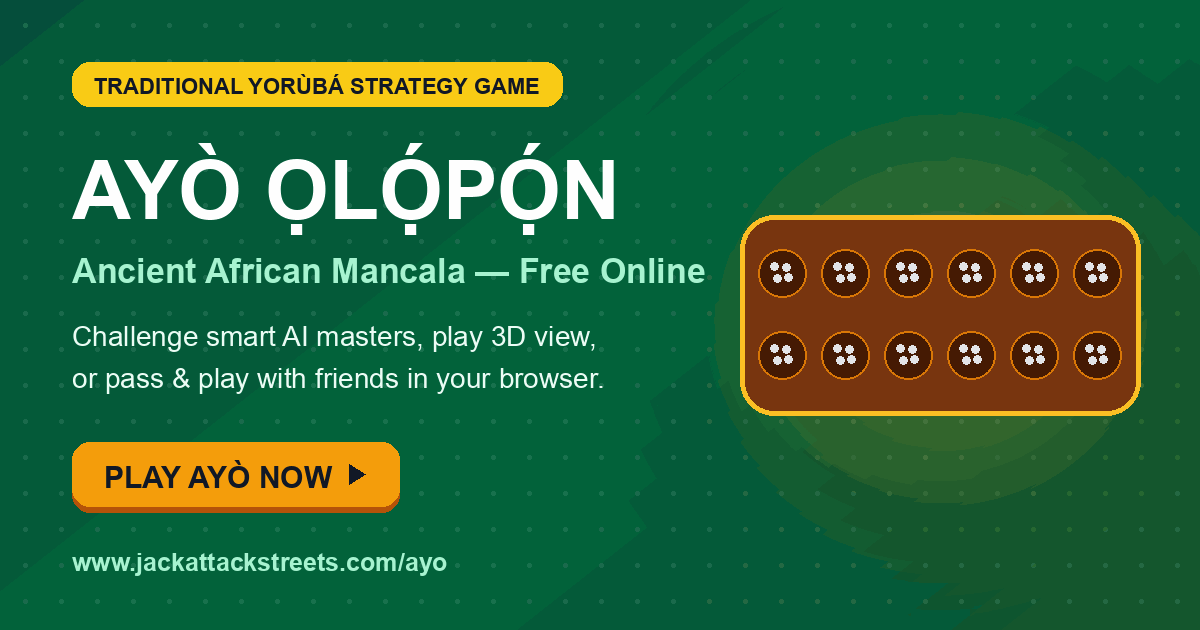 TRADITIONAL YORÙBÁ STRATEGY GAME
AYÒ ỌLỌ́PỌ́N
Ancient African Mancala — Free Online
Challenge smart AI masters, play 3D view,
or pass & play with friends in your browser.
PLAY AYÒ NOW
www.jackattackstreets.com/ayo